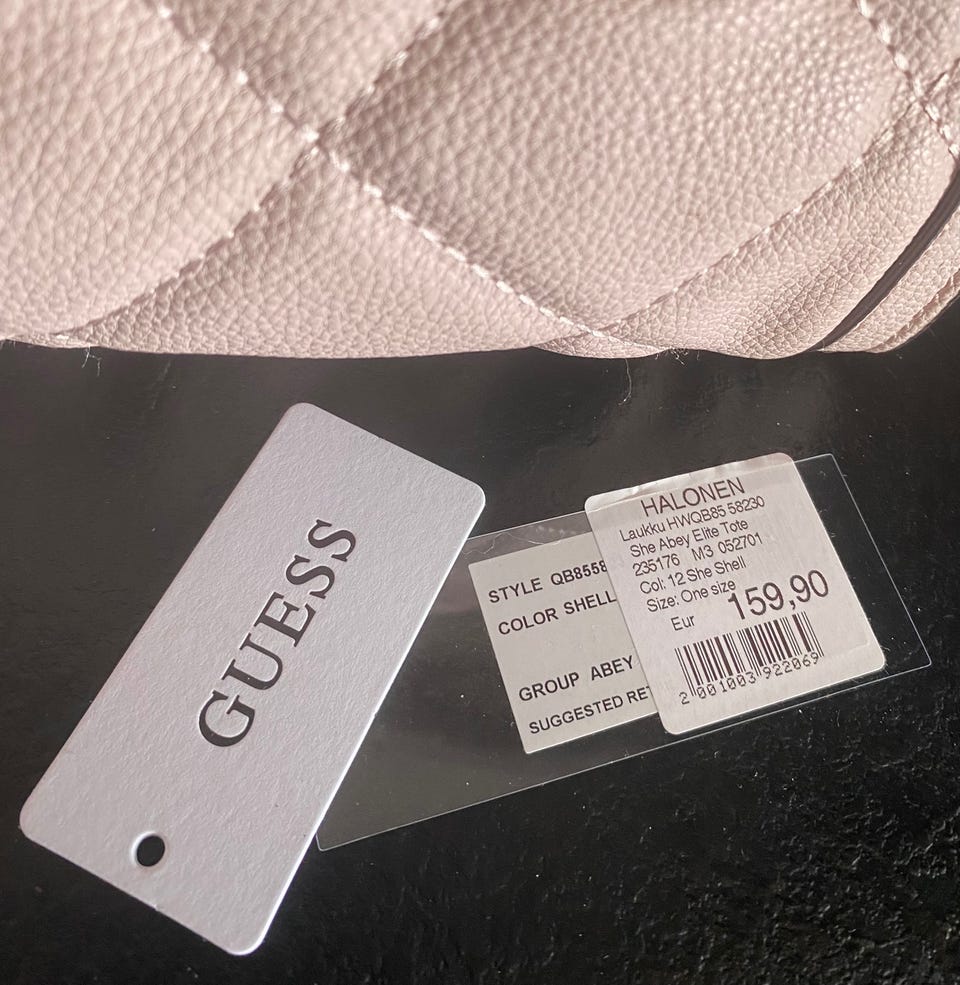 GUESS
STYLE QB8558
COLOR SHELL
GROUP ABEY
SUGGESTED RE
HALONEN
Laukku HWQB85 58230
She Abey Elite Tote
235176 M3 052701
Col: 12 She Shell
Size: One size
Eur 159,90
2 001003 922069